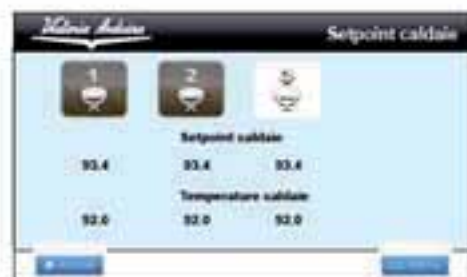 Victoria Arduino
Setpoint caldaie
1 2 3
Setpoint caldaie
93.4 93.4 93.4
Temperature caldaie
92.0 92.0 92.0